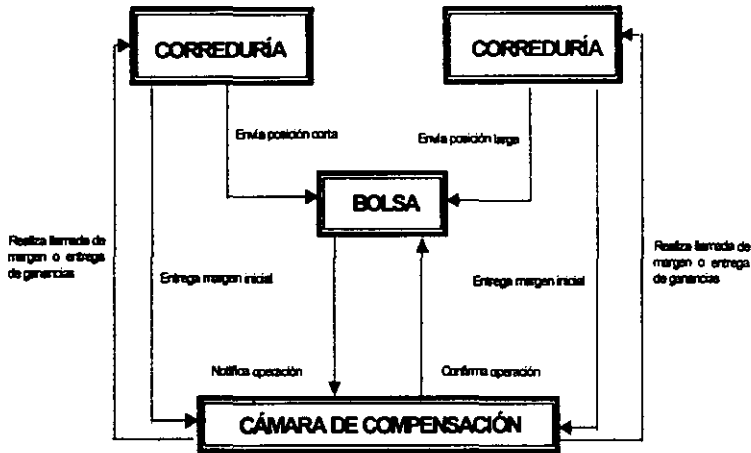 CORREDURÍA
CORREDURÍA
Envía posición corta
Envía posición larga
BOLSA
Realiza llamada de
margen o entrega
de ganancias
Entrega margen inicial
Entrega margen inicial
Realiza llamada de
margen o entrega
de ganancias
Notifica operación
Confirma operación
CÁMARA DE COMPENSACIÓN